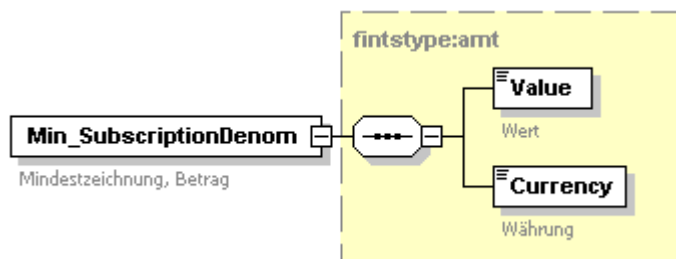 fintstype:amt
Value
Wert
Min_SubscriptionDenom
Mindestzeichnung, Betrag
Currency
Währung